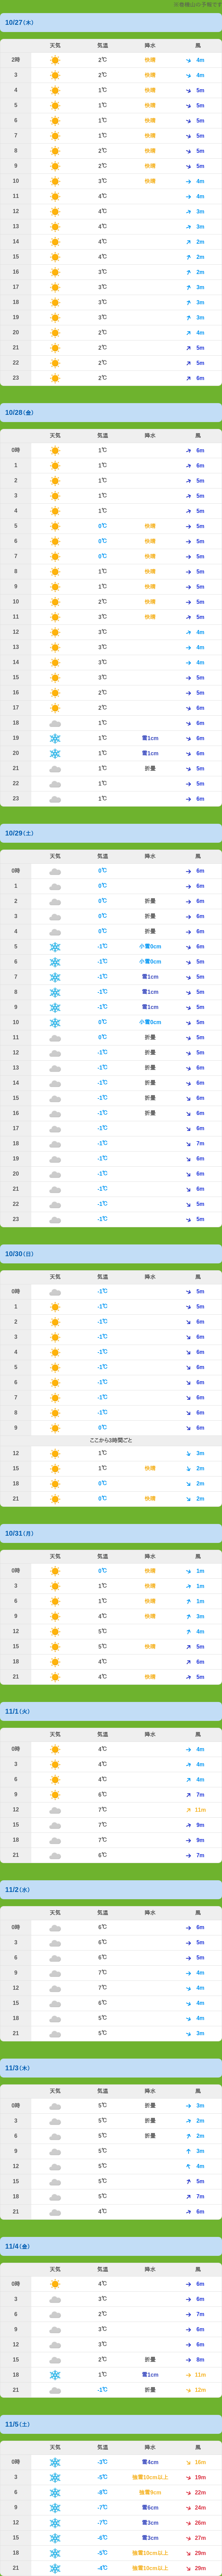 10/27(木)
天気 気温 降水 風
2時 2℃ 快晴 4m
3 2℃ 快晴 4m
4 1℃ 快晴 5m
5 1℃ 快晴 5m
6 1℃ 快晴 5m
7 1℃ 快晴 5m
8 2℃ 快晴 5m
9 2℃ 快晴 5m
10 3℃ 快晴 4m
11 4℃ 4m
12 4℃ 3m
13 4℃ 3m
14 4℃ 2m
15 4℃ 2m
16 3℃ 2m
17 3℃ 3m
18 3℃ 3m
19 3℃ 3m
20 2℃ 4m
21 2℃ 5m
22 2℃ 5m
23 2℃ 6m
10/28(金)
天気 気温 降水 風
0時 1℃ 6m
1 1℃ 6m
2 1℃ 5m
3 1℃ 5m
4 1℃ 5m
5 0℃ 快晴 5m
6 0℃ 快晴 5m
7 0℃ 快晴 5m
8 1℃ 快晴 5m
9 1℃ 快晴 5m
10 2℃ 快晴 5m
11 3℃ 快晴 5m
12 3℃ 4m
13 3℃ 4m
14 3℃ 4m
15 3℃ 5m
16 2℃ 5m
17 2℃ 6m
18 1℃ 6m
19 1℃ 雪1cm 6m
20 1℃ 雪1cm 6m
21 1℃ 折曇 5m
22 1℃ 5m
23 1℃ 6m
10/29(土)
天気 気温 降水 風
0時 0℃ 6m
1 0℃ 6m
2 0℃ 折曇 6m
3 0℃ 折曇 6m
4 0℃ 折曇 6m
5 -1℃ 小雪0cm 6m
6 -1℃ 小雪0cm 6m
7 -1℃ 雪1cm 5m
8 -1℃ 雪1cm 5m
9 -1℃ 雪1cm 5m
10 0℃ 小雪0cm 5m
11 0℃ 折曇 5m
12 -1℃ 折曇 5m
13 -1℃ 折曇 6m
14 -1℃ 折曇 6m
15 -1℃ 折曇 6m
16 -1℃ 折曇 6m
17 -1℃ 6m
18 -1℃ 7m
19 -1℃ 6m
20 -1℃ 6m
21 -1℃ 6m
22 -1℃ 5m
23 -1℃ 5m
10/30(日)
天気 気温 降水 風
0時 -1℃ 5m
1 -1℃ 5m
2 -1℃ 6m
3 -1℃ 6m
4 -1℃ 6m
5 -1℃ 6m
6 -1℃ 6m
7 -1℃ 6m
8 -1℃ 6m
9 0℃ 6m
ここから3時間ごと
12 1℃ 3m
15 1℃ 快晴 2m
18 0℃ 2m
21 0℃ 快晴 2m
10/31(月)
天気 気温 降水 風
0時 0℃ 快晴 1m
3 1℃ 快晴 1m
6 1℃ 快晴 1m
9 4℃ 快晴 3m
12 5℃ 4m
15 5℃ 快晴 5m
18 4℃ 6m
21 4℃ 快晴 5m
11/1(火)
天気 気温 降水 風
0時 4℃ 4m
3 4℃ 4m
6 4℃ 4m
9 6℃ 7m
12 7℃ 11m
15 7℃ 9m
18 7℃ 9m
21 6℃ 7m
11/2(水)
天気 気温 降水 風
0時 6℃ 6m
3 6℃ 5m
6 6℃ 5m
9 7℃ 4m
12 7℃ 4m
15 6℃ 4m
18 5℃ 4m
21 5℃ 3m
11/3(木)
天気 気温 降水 風
0時 5℃ 折曇 3m
3 5℃ 折曇 2m
6 5℃ 折曇 2m
9 5℃ 3m
12 5℃ 4m
15 5℃ 5m
18 5℃ 7m
21 4℃ 6m
11/4(金)
天気 気温 降水 風
0時 4℃ 6m
3 3℃ 6m
6 2℃ 7m
9 3℃ 6m
12 3℃ 6m
15 2℃ 折曇 8m
18 1℃ 雪1cm 11m
21 -1℃ 折曇 12m
11/5(土)
天気 気温 降水 風
0時 -3℃ 雪4cm 16m
3 -5℃ 強雪10cm以上 19m
6 -8℃ 強雪9cm 22m
9 -7℃ 雪6cm 24m
12 -7℃ 雪3cm 26m
15 -6℃ 雪3cm 27m
18 -5℃ 強雪10cm以上 29m
21 -4℃ 強雪10cm以上 29m